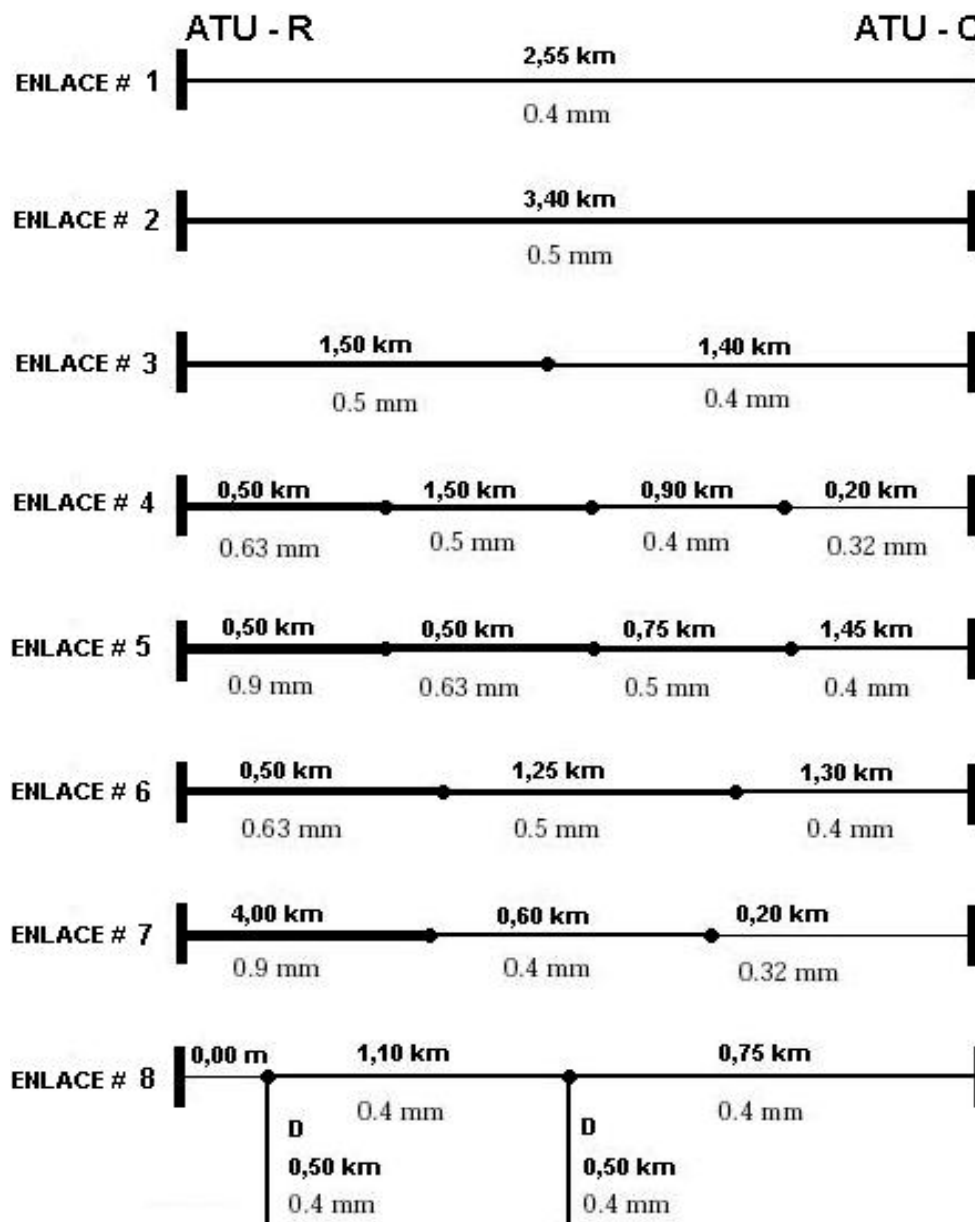 ATU - R ATU - C
ENLACE # 1 2,55 km
0.4 mm
ENLACE # 2 3,40 km
0.5 mm
ENLACE # 3 1,50 km 1,40 km
0.5 mm 0.4 mm
ENLACE # 4 0,50 km 1,50 km 0,90 km 0,20 km
0.63 mm 0.5 mm 0.4 mm 0.32 mm
ENLACE # 5 0,50 km 0,50 km 0,75 km 1,45 km
0.9 mm 0.63 mm 0.5 mm 0.4 mm
ENLACE # 6 0,50 km 1,25 km 1,30 km
0.63 mm 0.5 mm 0.4 mm
ENLACE # 7 4,00 km 0,60 km 0,20 km
0.9 mm 0.4 mm 0.32 mm
ENLACE # 8 0,00 m 1,10 km 0,75 km
0.4 mm 0.4 mm
D D
0,50 km 0,50 km
0.4 mm 0.4 mm